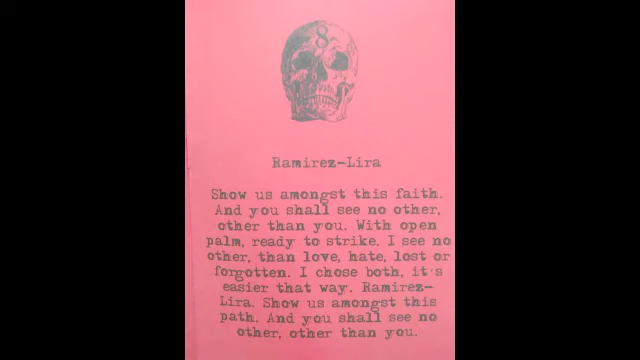 8
Ramirez-Lira
Show us amongst this faith.
And you shall see no other,
other than you. With open
palm, ready to strike. I see no
other, than love, hate, lost or
forgotten. I chose both, it's
easier that way. Ramirez-
Lira. Show us amongst this
path. And you shall see no
other, other than you.